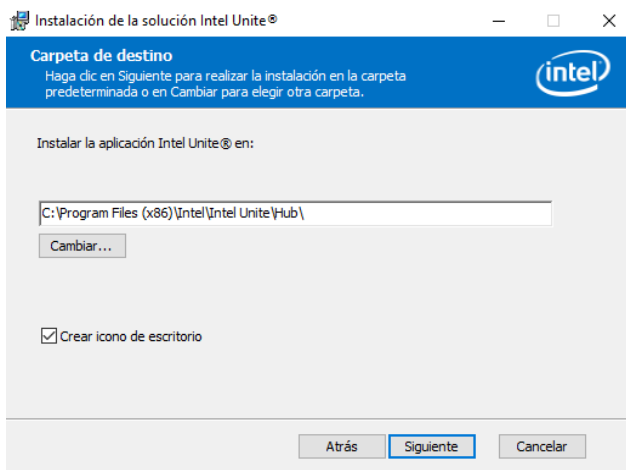 Instalación de la solución Intel Unite®
Carpeta de destino
Haga clic en Siguiente para realizar la instalación en la carpeta
predeterminada o en Cambiar para elegir otra carpeta.
intel
Instalar la aplicación Intel Unite® en:
C:\Program Files (x86)\Intel\Intel Unite\Hub\
Cambiar...
Crear icono de escritorio
Atrás Siguiente Cancelar